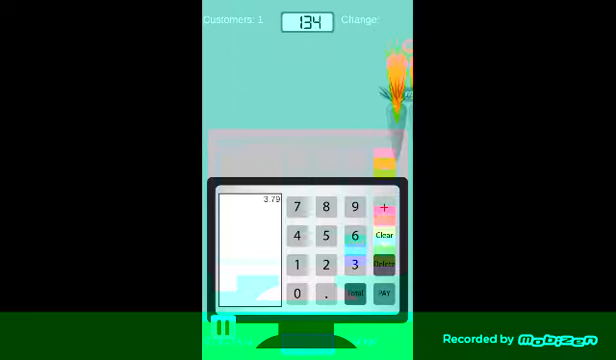 Customers: 1
134
Change:
3.79
7 8 9 +
4 5 6 Clear
1 2 3 Delete
0 . Total PAY
Recorded by mobizen